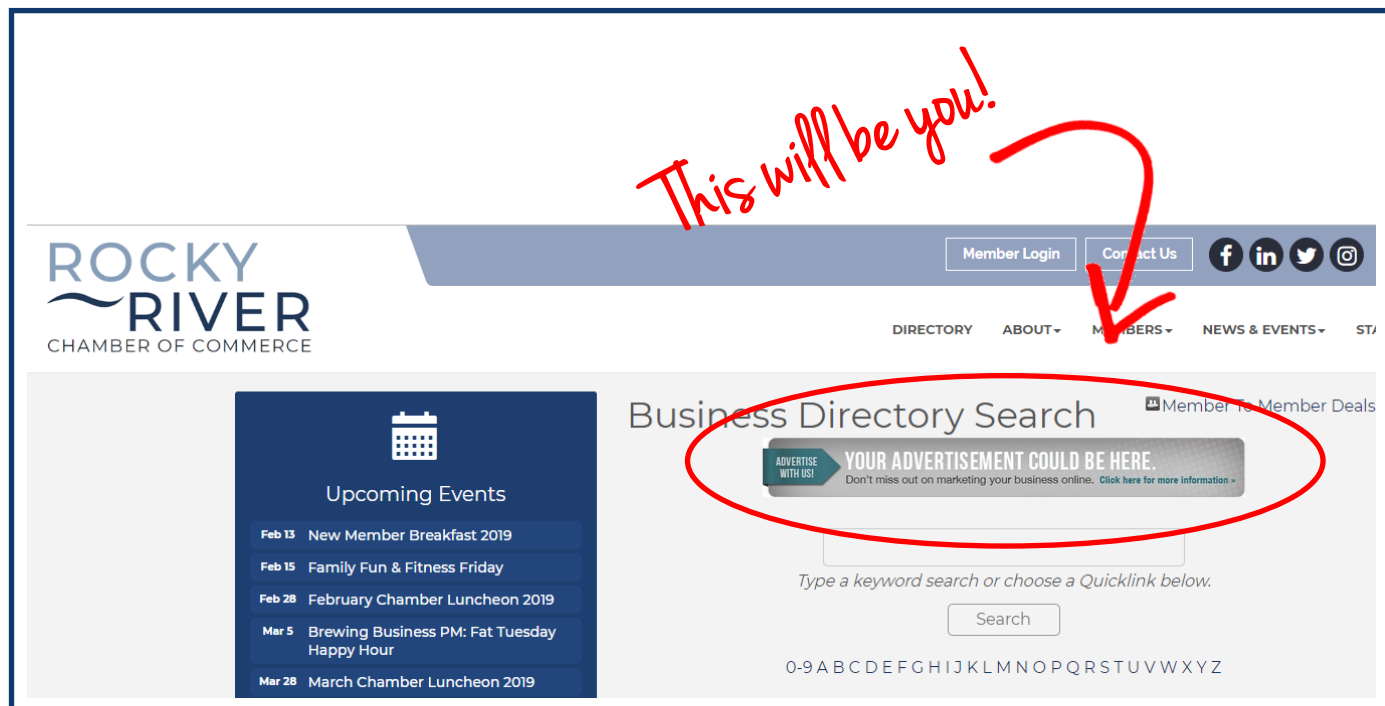 This will be you!
ROCKY
RIVER
CHAMBER OF COMMERCE
Member Login
Contact Us
DIRECTORY
ABOUT
MEMBERS
NEWS & EVENTS
STA
Upcoming Events
Feb 13 New Member Breakfast 2019
Feb 15 Family Fun & Fitness Friday
Feb 28 February Chamber Luncheon 2019
Mar 5 Brewing Business PM: Fat Tuesday
Happy Hour
Mar 28 March Chamber Luncheon 2019
Business Directory Search
Member To Member Deals
ADVERTISE
WITH US!
YOUR ADVERTISEMENT COULD BE HERE.
Don't miss out on marketing your business online. Click here for more information »
Type a keyword search or choose a Quicklink below.
Search
0-9 A B C D E F G H I J K L M N O P Q R S T U V W X Y Z